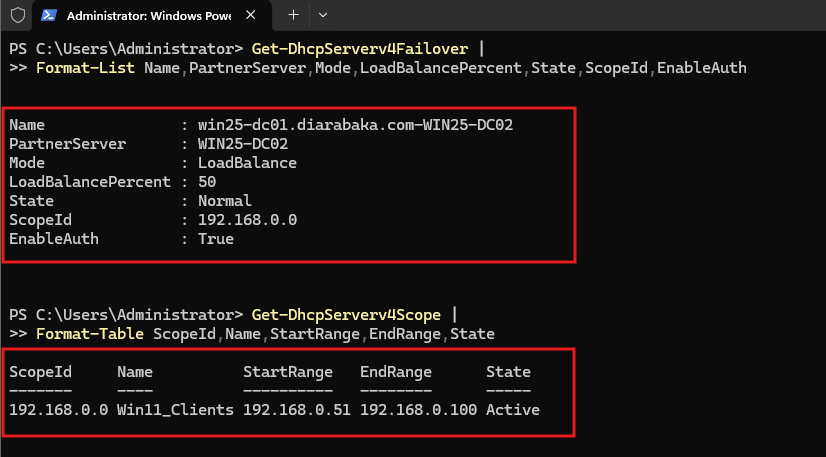 Administrator: Windows Powe
PS C:\Users\Administrator> Get-DhcpServerv4Failover |
>> Format-List Name,PartnerServer,Mode,LoadBalancePercent,State,ScopeId,EnableAuth
Name : win25-dc01.diarabaka.com-WIN25-DC02
PartnerServer : WIN25-DC02
Mode : LoadBalance
LoadBalancePercent : 50
State : Normal
ScopeId : 192.168.0.0
EnableAuth : True
PS C:\Users\Administrator> Get-DhcpServerv4Scope |
>> Format-Table ScopeId,Name,StartRange,EndRange,State
ScopeId Name StartRange EndRange State
------- ---- ---------- -------- -----
192.168.0.0 Win11_Clients 192.168.0.51 192.168.0.100 Active